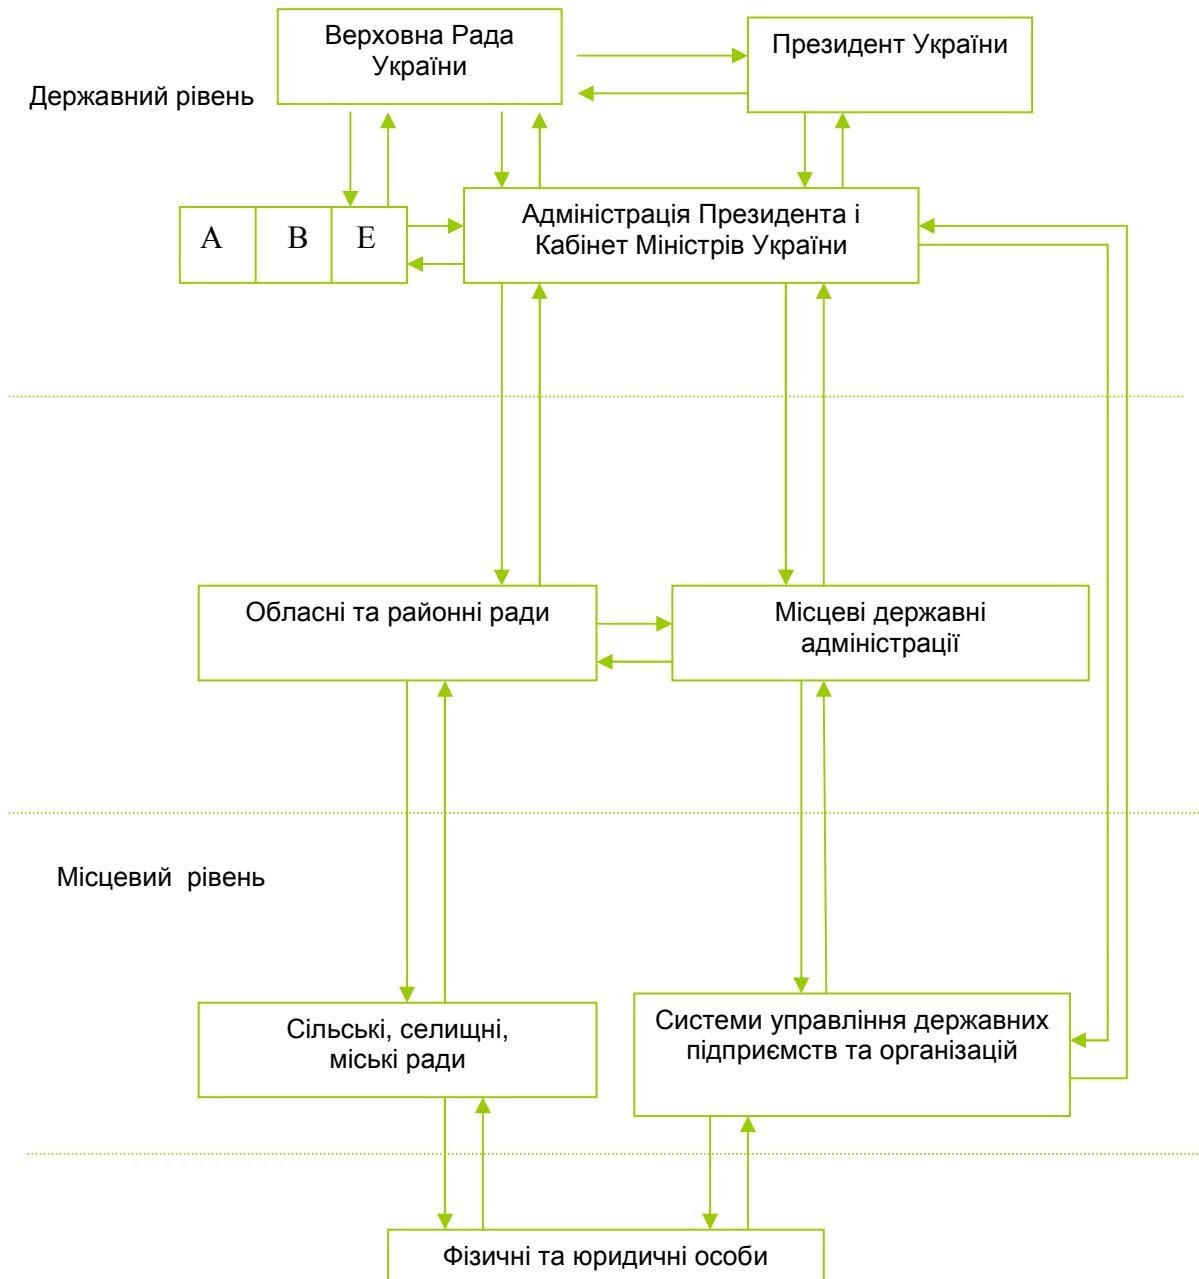 Верховна Рада
України
Президент України
Державний рівень
А В Е
Адміністрація Президента і
Кабінет Міністрів України
Обласні та районні ради
Місцеві державні
адміністрації
Місцевий рівень
Сільські, селищні,
міські ради
Системи управління державних
підприємств та організацій
Фізичні та юридичні особи